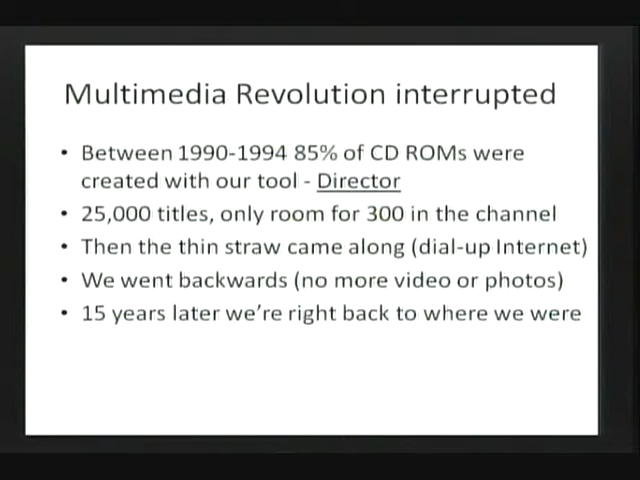 Multimedia Revolution interrupted
• Between 1990-1994 85% of CD ROMs were
created with our tool - Director
• 25,000 titles, only room for 300 in the channel
• Then the thin straw came along (dial-up Internet)
• We went backwards (no more video or photos)
• 15 years later we're right back to where we were